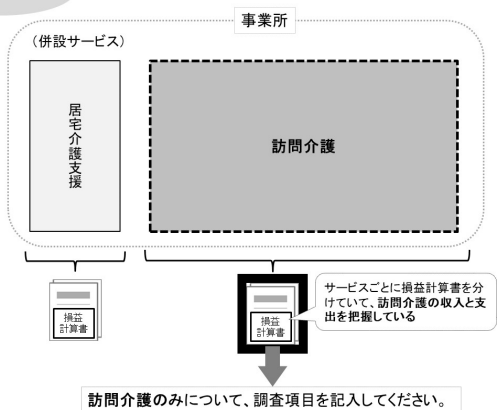 事業所
（併設サービス）
居宅介護支援
訪問介護
損益
計算書
損益
計算書
サービスごとに損益計算書を分
けていて、訪問介護の収入と支
出を把握している
訪問介護のみについて、調査項目を記入してください。